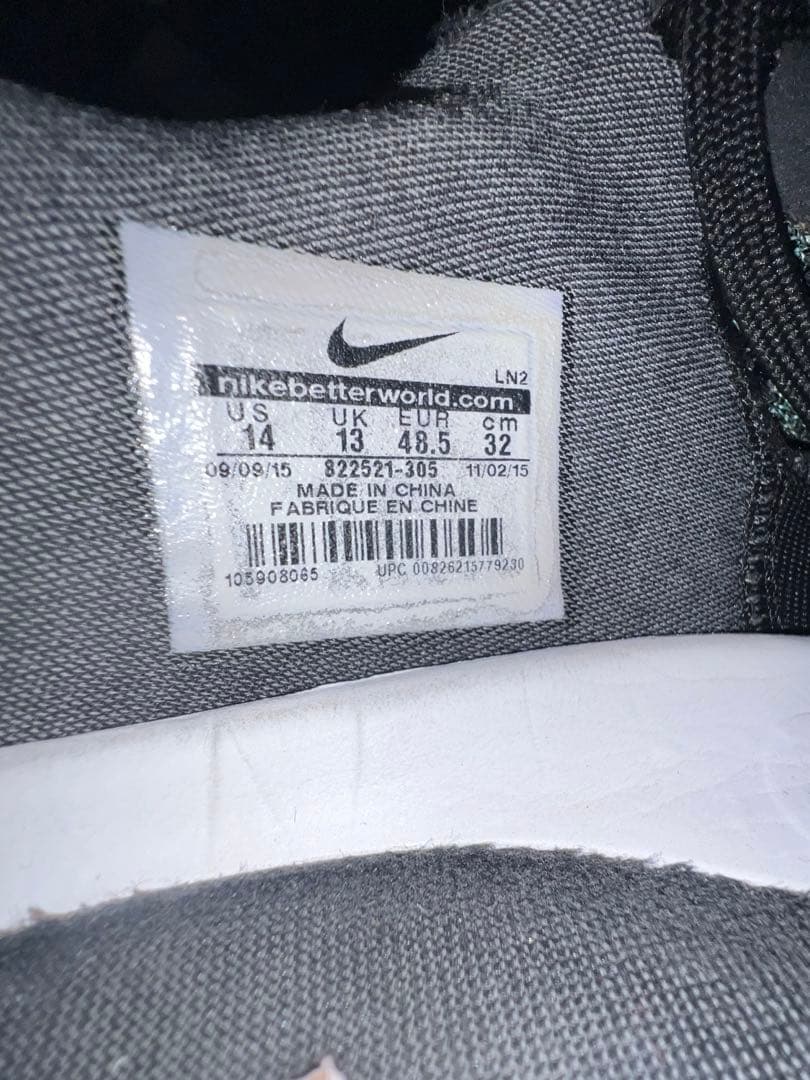 LN2
nikebetterworld.com
US UK EUR cm
14 13 48.5 32
09/09/15 822521-305 11/02/15
MADE IN CHINA
FABRIQUE EN CHINE
105908065 UPC 00826215779230